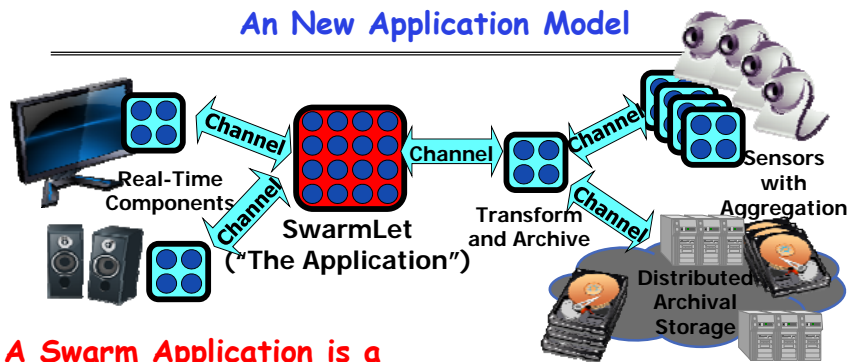 An New Application Model
Channel
Channel
Channel
Channel
Channel
Real-Time
Components
SwarmLet
("The Application")
Transform
and Archive
Sensors
with
Aggregation
Distributed
Archival
Storage
A Swarm Application is a